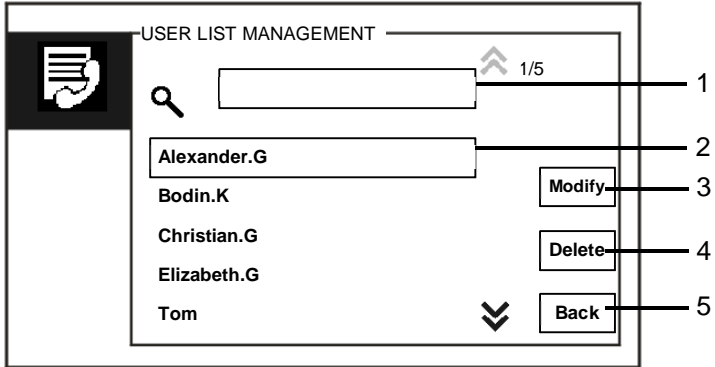 USER LIST MANAGEMENT
1/5
1
Alexander.G
2
Bodin.K
Modify
3
Christian.G
Delete
4
Elizabeth.G
Tom
Back
5